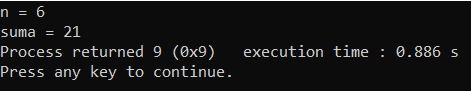 n = 6
suma = 21
Process returned 9 (0x9)   execution time : 0.886 s
Press any key to continue.